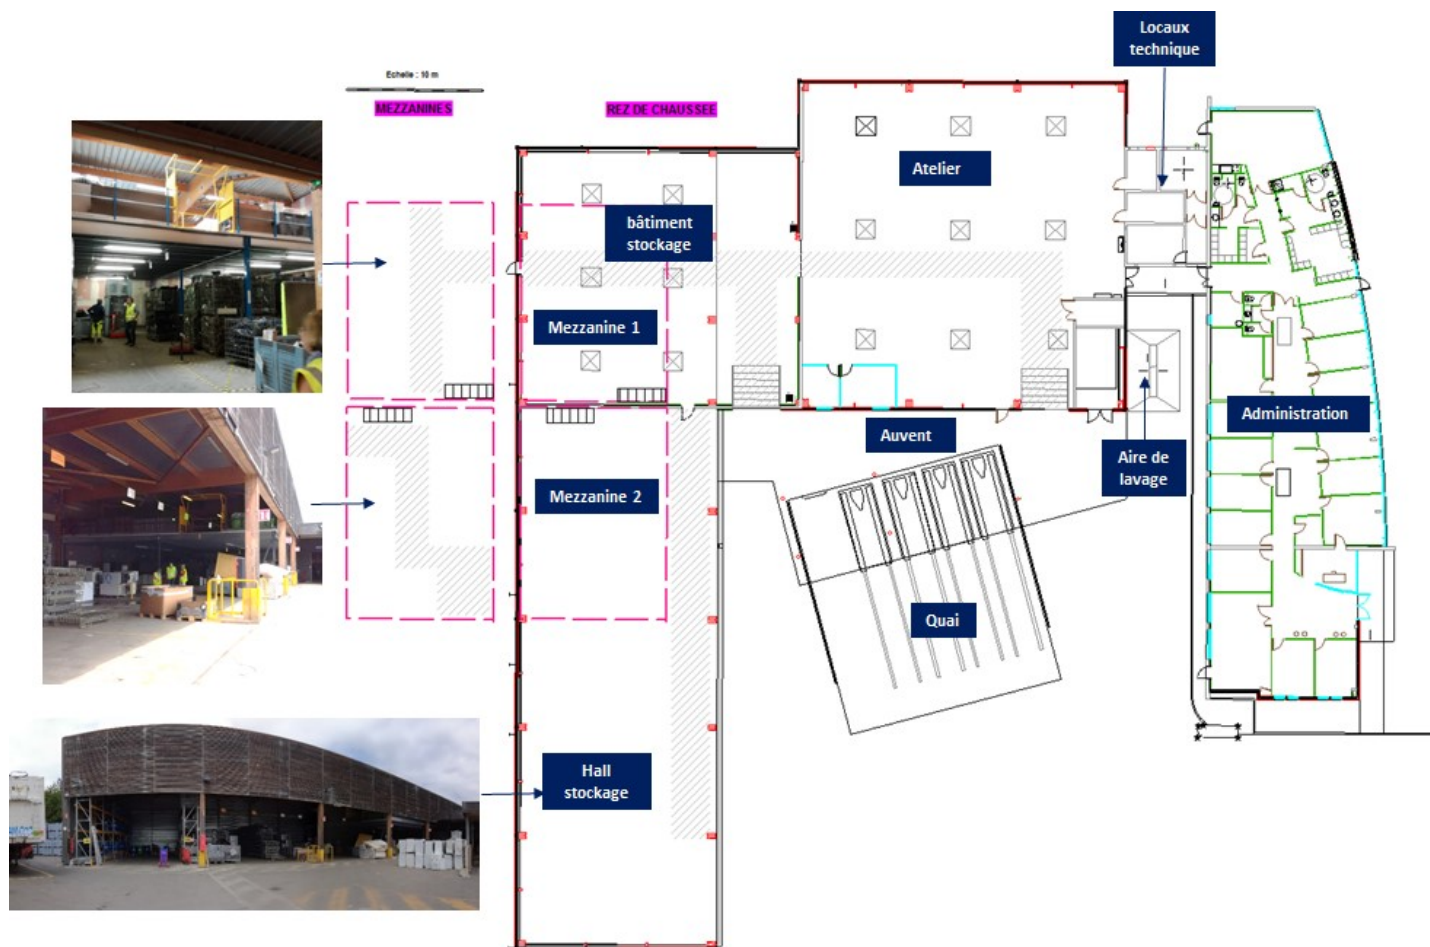 Locaux
technique
Echelle : 10 m
MEZZANINES
REZ DE CHAUSSEE
Atelier
bâtiment
stockage
Mezzanine 1
Administration
Auvent
Aire de
lavage
Mezzanine 2
Quai
Hall
stockage